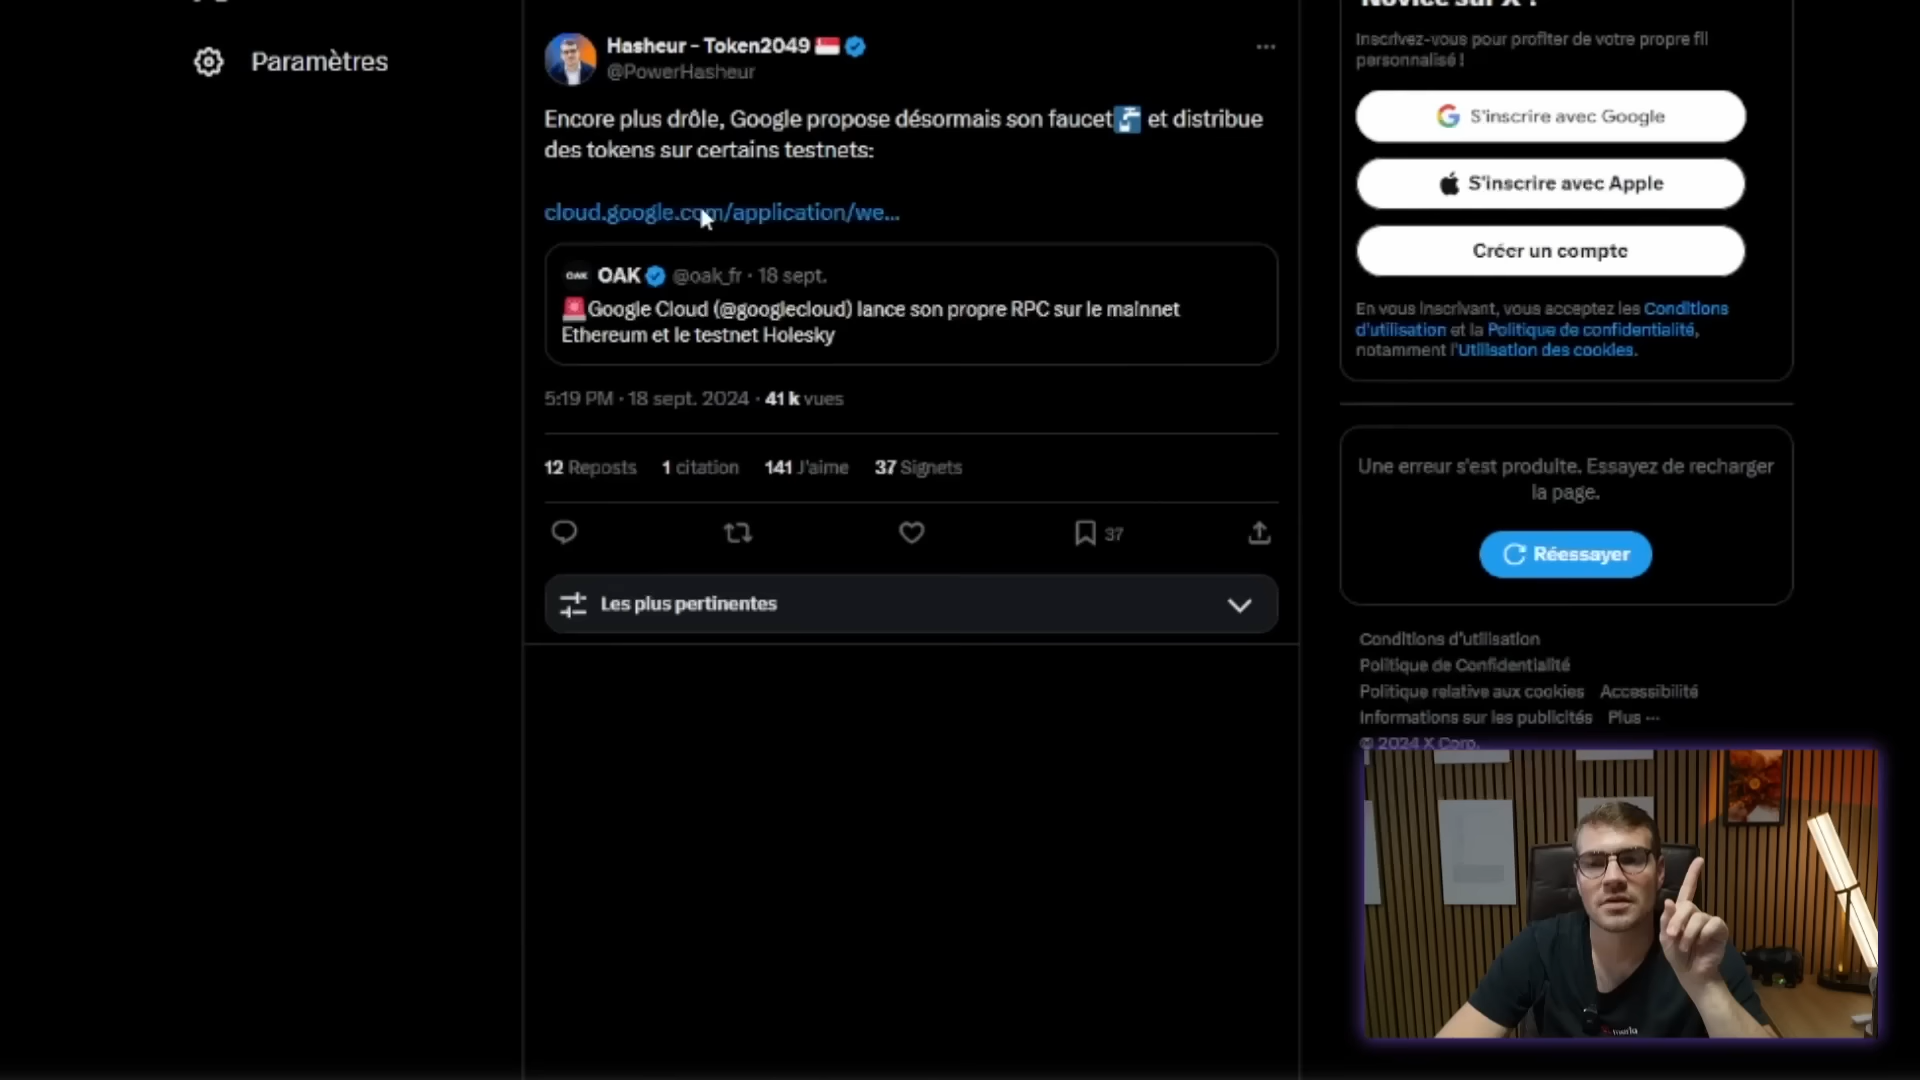 Paramètres
Hasheur - Token2049
@PowerHasheur
Encore plus drôle, Google propose désormais son faucet et distribue
des tokens sur certains testnets:
cloud.google.com/application/we...
OAK OAK @oak_fr · 18 sept.
Google Cloud (@googlecloud) lance son propre RPC sur le mainnet
Ethereum et le testnet Holesky
5:19 PM · 18 sept. 2024 · 41 k vues
12 Reposts 1 citation 141 J'aime 37 Signets
37
Les plus pertinentes
Inscrivez-vous pour profiter de votre propre fil
personnalisé !
S'inscrire avec Google
S'inscrire avec Apple
Créer un compte
En vous inscrivant, vous acceptez les Conditions
d'utilisation et la Politique de confidentialité,
notamment l'Utilisation des cookies.
Une erreur s'est produite. Essayez de recharger
la page.
Réessayer
Conditions d'utilisation
Politique de Confidentialité
Politique relative aux cookies Accessibilité
Informations sur les publicités Plus ···
© 2024 X Corp.